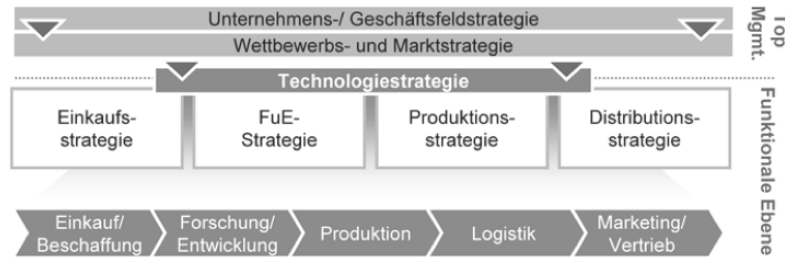 Unternehmens-/ Geschäftsfeldstrategie
Wettbewerbs- und Marktstrategie
Top
Mgmt.
Technologiestrategie
Einkaufs-
strategie
FuE-
Strategie
Produktions-
strategie
Distributions-
strategie
Funktionale Ebene
Einkauf/
Beschaffung
Forschung/
Entwicklung
Produktion
Logistik
Marketing/
Vertrieb